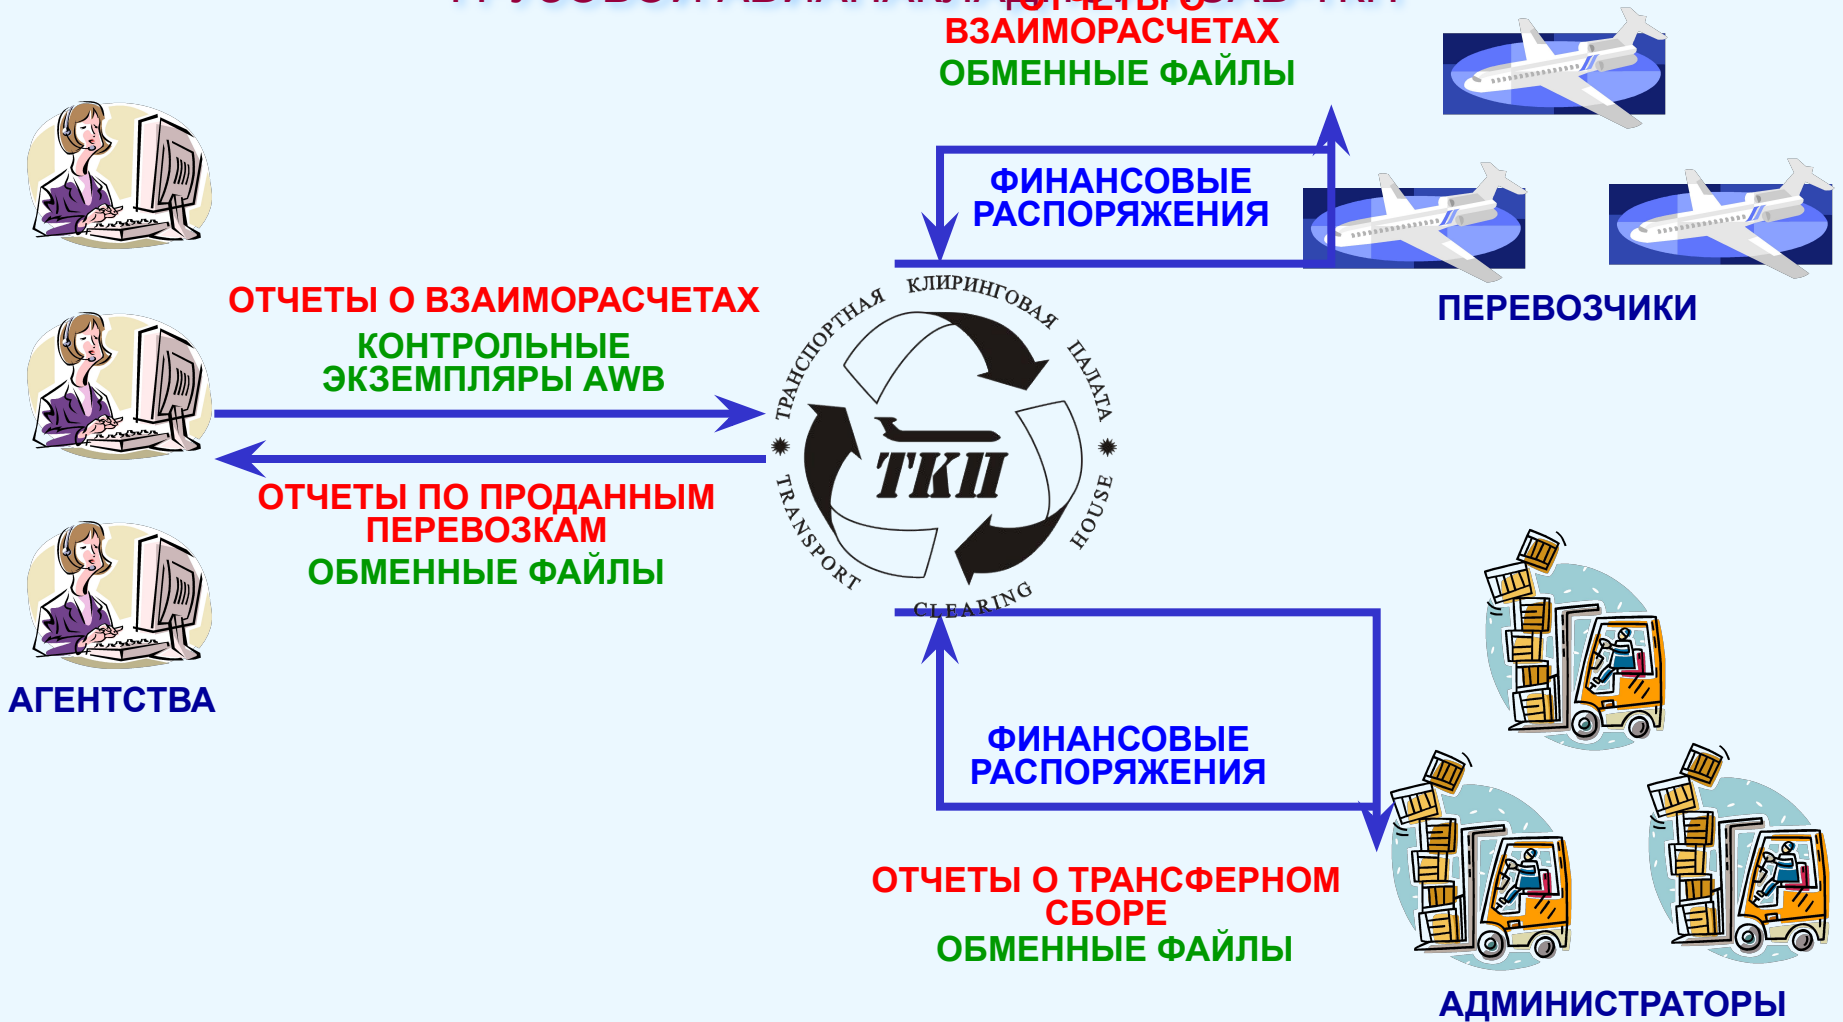 ОТЧЕТЫ О
ВЗАИМОРАСЧЕТАХ
ОБМЕННЫЕ ФАЙЛЫ
ФИНАНСОВЫЕ
РАСПОРЯЖЕНИЯ
ПЕРЕВОЗЧИКИ
ОТЧЕТЫ О ВЗАИМОРАСЧЕТАХ
КОНТРОЛЬНЫЕ
ЭКЗЕМПЛЯРЫ AWB
ТРАНСПОРТНАЯ КЛИРИНГОВАЯ ПАЛАТА
ТКП
TRANSPORT CLEARING HOUSE
ОТЧЕТЫ ПО ПРОДАННЫМ
ПЕРЕВОЗКАМ
ОБМЕННЫЕ ФАЙЛЫ
АГЕНТСТВА
ФИНАНСОВЫЕ
РАСПОРЯЖЕНИЯ
ОТЧЕТЫ О ТРАНСФЕРНОМ
СБОРЕ
ОБМЕННЫЕ ФАЙЛЫ
АДМИНИСТРАТОРЫ